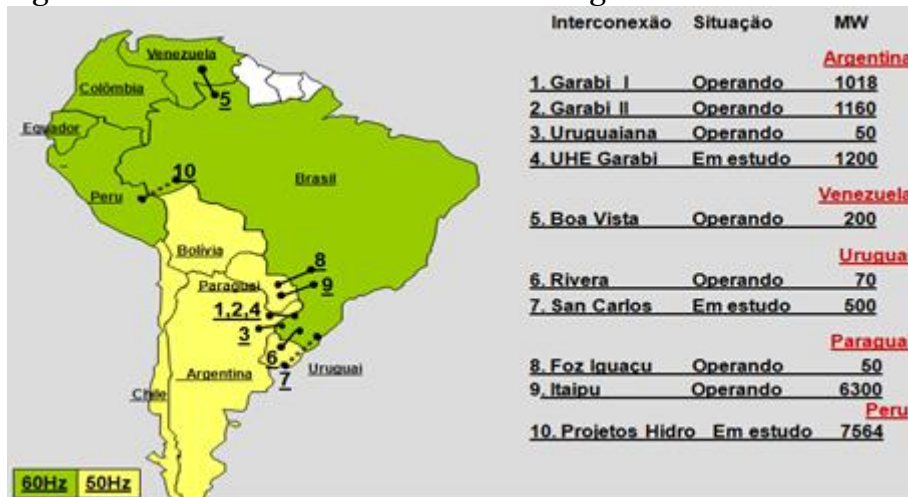 Interconexão Situação MW
Argentina
1. Garabi I Operando 1018
2. Garabi II Operando 1160
3. Uruguaiana Operando 50
4. UHE Garabi Em estudo 1200
Venezuela
5. Boa Vista Operando 200
Urugua
6. Rivera Operando 70
7. San Carlos Em estudo 500
Paragua
8. Foz Iguaçu Operando 50
9. Itaipu Operando 6300
Peru
10. Projetos Hidro Em estudo 7564
Venezuela
Colômbia
5
Equador
10
Peru
Brasil
Bolívia
8
Paraguai
9
1,2,4
3
6
Uruguai
7
Argentina
Chile
60Hz 50Hz